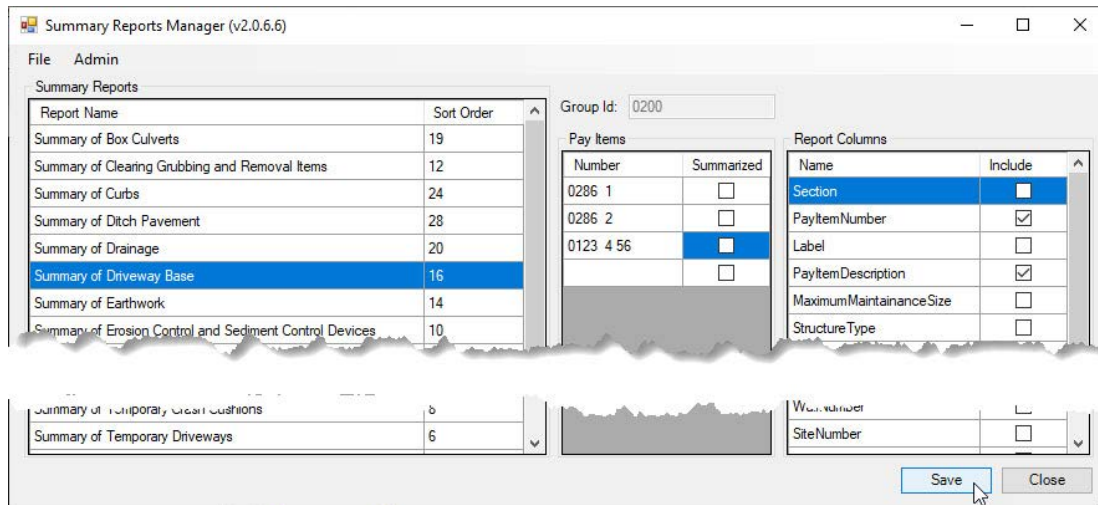 Summary Reports Manager (v2.0.6.6)
File Admin
Summary Reports
Report Name Sort Order
Summary of Box Culverts 19
Summary of Clearing Grubbing and Removal Items 12
Summary of Curbs 24
Summary of Ditch Pavement 28
Summary of Drainage 20
Summary of Driveway Base 16
Summary of Earthwork 14
Summary of Erosion Control and Sediment Control Devices 10
Summary of Temporary Crash Cushions 8
Summary of Temporary Driveways 6
Group Id: 0200
Pay Items
Number Summarized
0286 1
0286 2
0123 4 56
Report Columns
Name Include
Section
PayItemNumber
Label
PayItemDescription
MaximumMaintainanceSize
StructureType
WallNumber
SiteNumber
Save Close